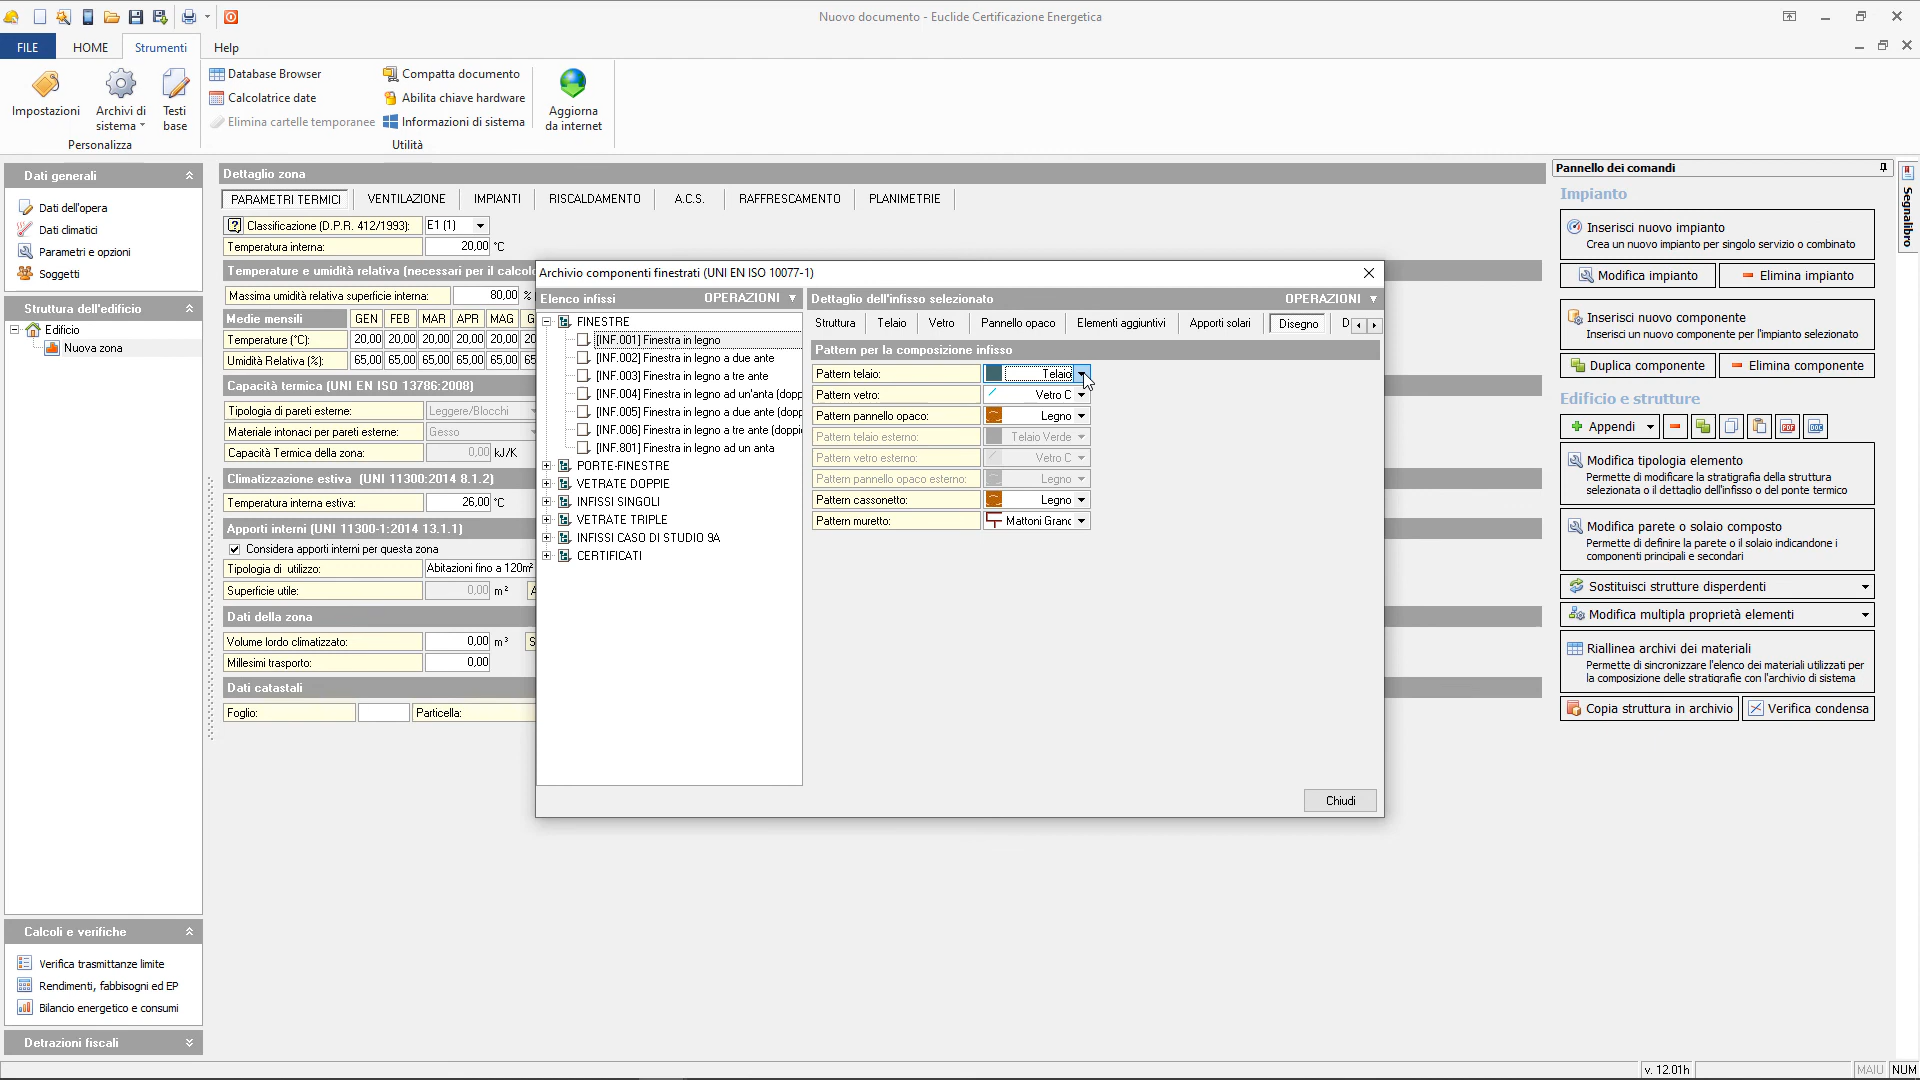 Nuovo documento - Euclide Certificazione Energetica
FILE
HOME
Strumenti
Help
Impostazioni
Archivi di sistema
Testi base
Personalizza
Database Browser
Calcolatrice date
Elimina cartelle temporanee
Compatta documento
Abilita chiave hardware
Informazioni di sistema
Utilità
Aggiorna da internet
Dati generali
Dati dell'opera
Dati climatici
Parametri e opzioni
Soggetti
Struttura dell'edificio
Edificio
Nuova zona
Calcoli e verifiche
Verifica trasmittanze limite
Rendimenti, fabbisogni ed EP
Bilancio energetico e consumi
Detrazioni fiscali
Dettaglio zona
PARAMETRI TERMICI
VENTILAZIONE
IMPIANTI
RISCALDAMENTO
A.C.S.
RAFFRESCAMENTO
PLANIMETRIE
Classificazione (D.P.R. 412/1993): E1 (1)
Temperatura interna: 20,00 °C
Temperature e umidità relativa (necessari per il calcolo
Massima umidità relativa superficie interna: 80,00 %
Medie mensili GEN FEB MAR APR MAG G
Temperature (°C): 20,00 20,00 20,00 20,00 20,00 20
Umidità Relativa (%): 65,00 65,00 65,00 65,00 65,00 65
Capacità termica (UNI EN ISO 13786:2008)
Tipologia di pareti esterne: Leggere/Blocchi
Materiale intonaci per pareti esterne: Gesso
Capacità Termica della zona: 0,00 kJ/K
Climatizzazione estiva (UNI 11300:2014 8.1.2)
Temperatura interna estiva: 26,00 °C
Apporti interni (UNI 11300-1:2014 13.1.1)
Considera apporti interni per questa zona
Tipologia di utilizzo: Abitazioni fino a 120m²
Superficie utile: 0,00 m² A
Dati della zona
Volume lordo climatizzato: 0,00 m³ S
Millesimi trasporto: 0,00
Dati catastali
Foglio:
Particella:
Archivio componenti finestrati (UNI EN ISO 10077-1)
Elenco infissi OPERAZIONI
FINESTRE
[INF.001] Finestra in legno
[INF.002] Finestra in legno a due ante
[INF.003] Finestra in legno a tre ante
[INF.004] Finestra in legno ad un'anta (dopp
[INF.005] Finestra in legno a due ante (dopp
[INF.006] Finestra in legno a tre ante (doppi
[INF.801] Finestra in legno ad un anta
PORTE-FINESTRE
VETRATE DOPPIE
INFISSI SINGOLI
VETRATE TRIPLE
INFISSI CASO DI STUDIO 9A
CERTIFICATI
Dettaglio dell'infisso selezionato OPERAZIONI
Struttura
Telaio
Vetro
Pannello opaco
Elementi aggiuntivi
Apporti solari
Disegno
D
Pattern per la composizione infisso
Pattern telaio: Telaio
Pattern vetro: Vetro C
Pattern pannello opaco: Legno
Pattern telaio esterno: Telaio Verde
Pattern vetro esterno: Vetro C
Pattern pannello opaco esterno: Legno
Pattern cassonetto: Legno
Pattern muretto: Mattoni Granc
Chiudi
Pannello dei comandi
Impianto
Inserisci nuovo impianto
Crea un nuovo impianto per singolo servizio o combinato
Modifica impianto
Elimina impianto
Inserisci nuovo componente
Inserisci un nuovo componente per l'impianto selezionato
Duplica componente
Elimina componente
Edificio e strutture
Appendi
PDF
DOC
Modifica tipologia elemento
Permette di modificare la stratigrafia della struttura
selezionata o il dettaglio dell'infisso o del ponte termico
Modifica parete o solaio composto
Permette di definire la parete o il solaio indicandone i
componenti principali e secondari
Sostituisci strutture disperdenti
Modifica multipla proprietà elementi
Riallinea archivi dei materiali
Permette di sincronizzare l'elenco dei materiali utilizzati per
la composizione delle stratigrafie con l'archivio di sistema
Copia struttura in archivio
Verifica condensa
Segnalibro
v. 12.01h
MAIU
NUM